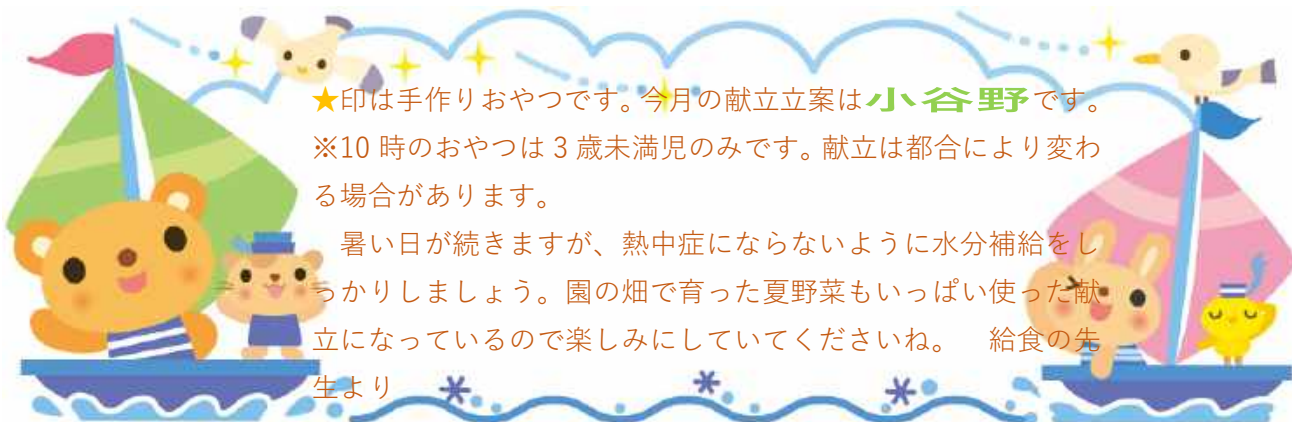 ★印は手作りおやつです。今月の献立立案は小谷野です。
※10 時のおやつは 3 歳未満児のみです。献立は都合により変わ
る場合があります。
　暑い日が続きますが、熱中症にならないように水分補給をし
っかりしましょう。園の畑で育った夏野菜もいっぱい使った献
立になっているので楽しみにしていてくださいね。　給食の先
生より